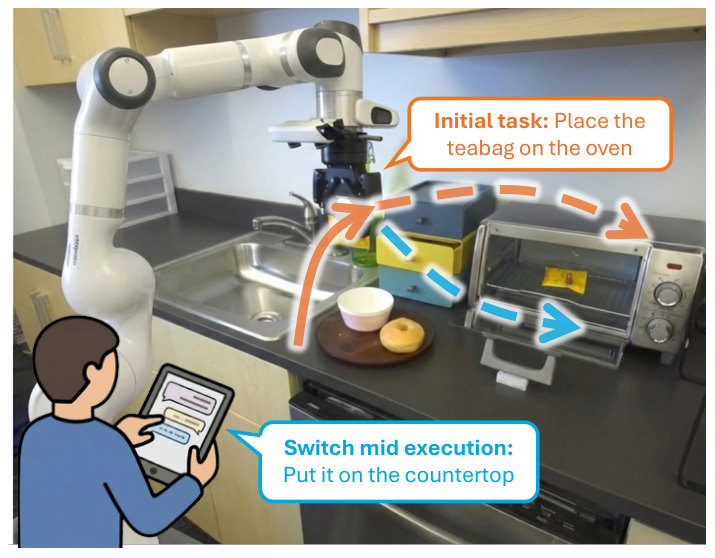 Initial task: Place the
teabag on the oven
Switch mid execution:
Put it on the countertop